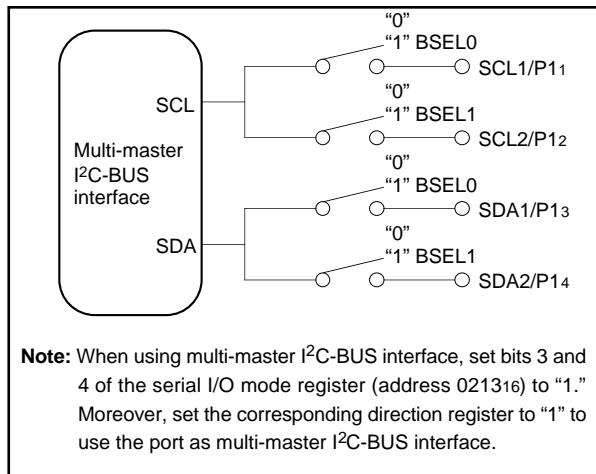 “0”
“1” BSEL0
SCL1/P11
“0”
SCL
“1” BSEL1
SCL2/P12
Multi-master
I2C-BUS
interface
“0”
“1” BSEL0
SDA1/P13
“0”
SDA
“1” BSEL1
SDA2/P14
Note: When using multi-master I2C-BUS interface, set bits 3 and
4 of the serial I/O mode register (address 021316) to “1.”
Moreover, set the corresponding direction register to “1” to
use the port as multi-master I2C-BUS interface.